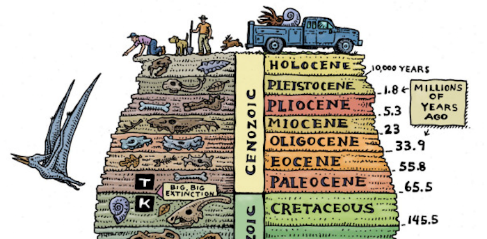 HOLOCENE
10,000 YEARS
PLEISTOCENE
1.8
MILLIONS
OF
YEARS
AGO
PLIOCENE
5.3
MIOCENE
23
OLIGOCENE
33.9
EOCENE
55.8
PALEOCENE
65.5
CENOZOIC
T
BIG, BIG
EXTINCTION
K
CRETACEOUS
145.5
ZOIC